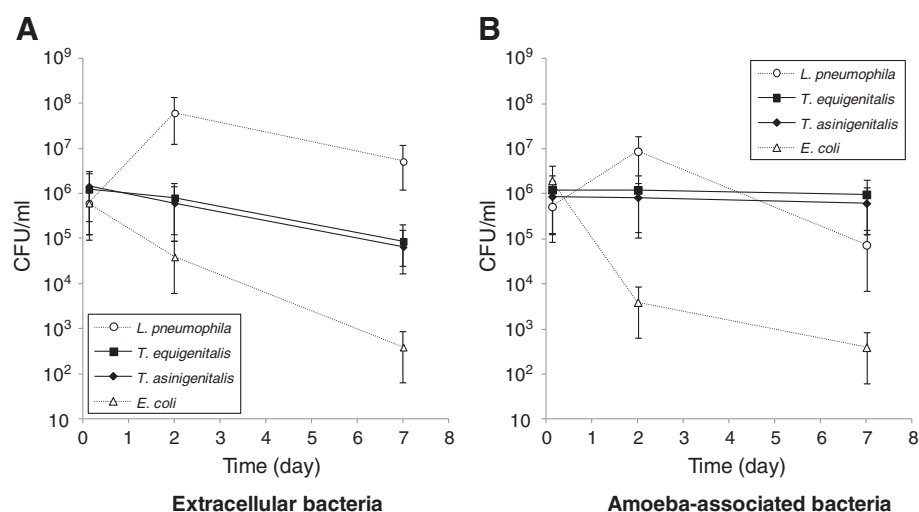 A
CFU/ml
10⁹
10⁸
10⁷
10⁶
10⁵
10⁴
10³
10²
10
L. pneumophila
T. equigenitalis
T. asinigenitalis
E. coli
0 1 2 3 4 5 6 7 8
Time (day)
Extracellular bacteria
B
CFU/ml
10⁹
10⁸
10⁷
10⁶
10⁵
10⁴
10³
10²
10
L. pneumophila
T. equigenitalis
T. asinigenitalis
E. coli
0 1 2 3 4 5 6 7 8
Time (day)
Amoeba-associated bacteria